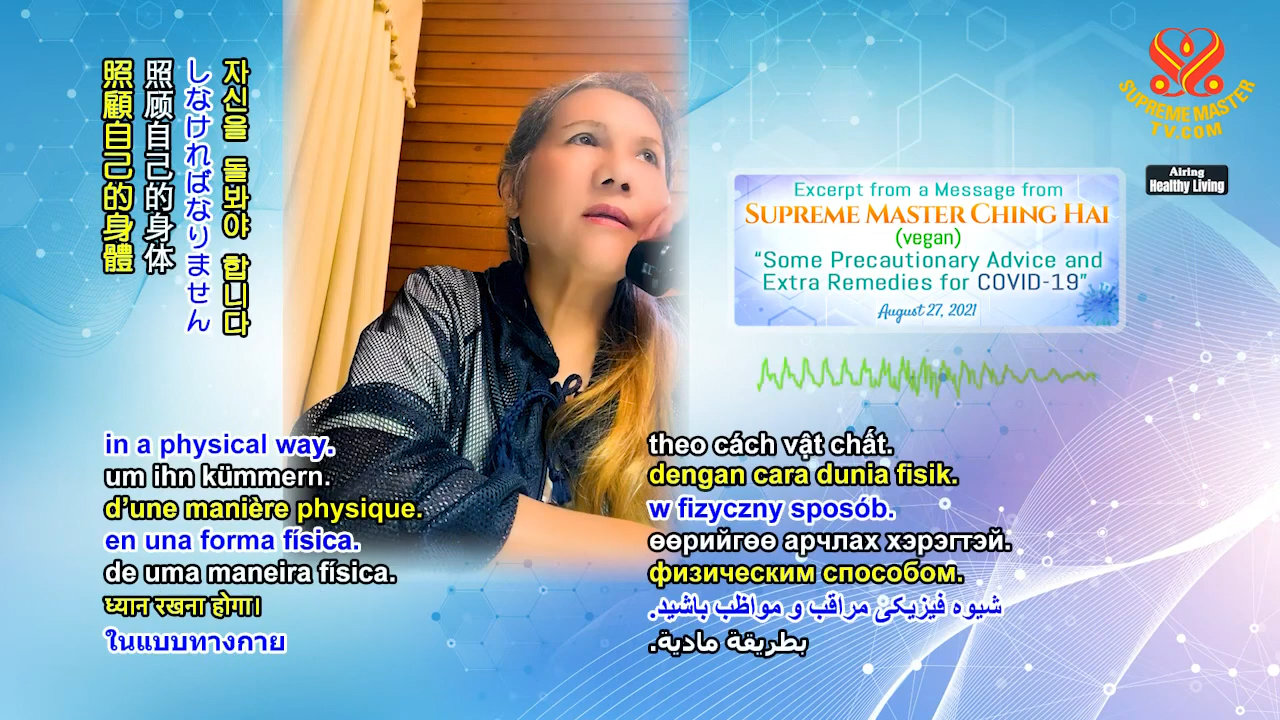 照顧自己的身體
照顾自己的身体
しなければなりません
자신을 돌봐야 합니다
SUPREME MASTER
TV.COM
Airing
Healthy Living
Excerpt from a Message from
SUPREME MASTER CHING HAI
(vegan)
“Some Precautionary Advice and
Extra Remedies for COVID-19”
August 27, 2021
in a physical way.
um ihn kümmern.
d’une manière physique.
en una forma física.
de uma maneira física.
ध्यान रखना होगा।
ในแบบทางกาย
theo cách vật chất.
dengan cara dunia fisik.
w fizyczny sposób.
өөрийгөө арчлах хэрэгтэй.
физическим способом.
شیوه فیزیکی مراقب و مواظب باشید.
بطريقة مادية.